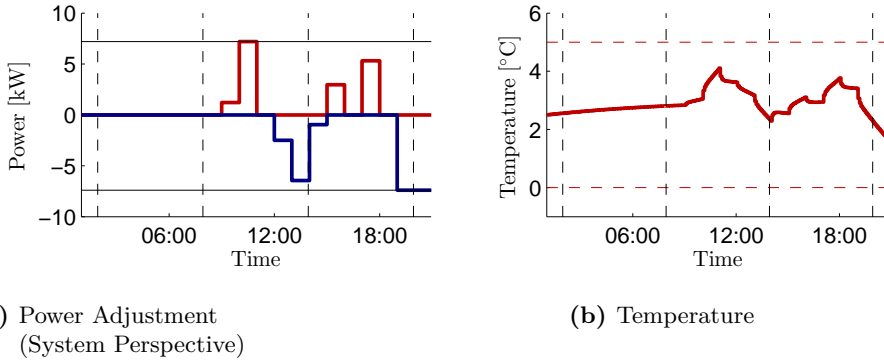 10
5
0
−5
−10
Power [kW]
06:00 12:00 18:00
Time
6
4
2
0
Temperature [°C]
06:00 12:00 18:00
Time
) Power Adjustment
(System Perspective)
(b) Temperature